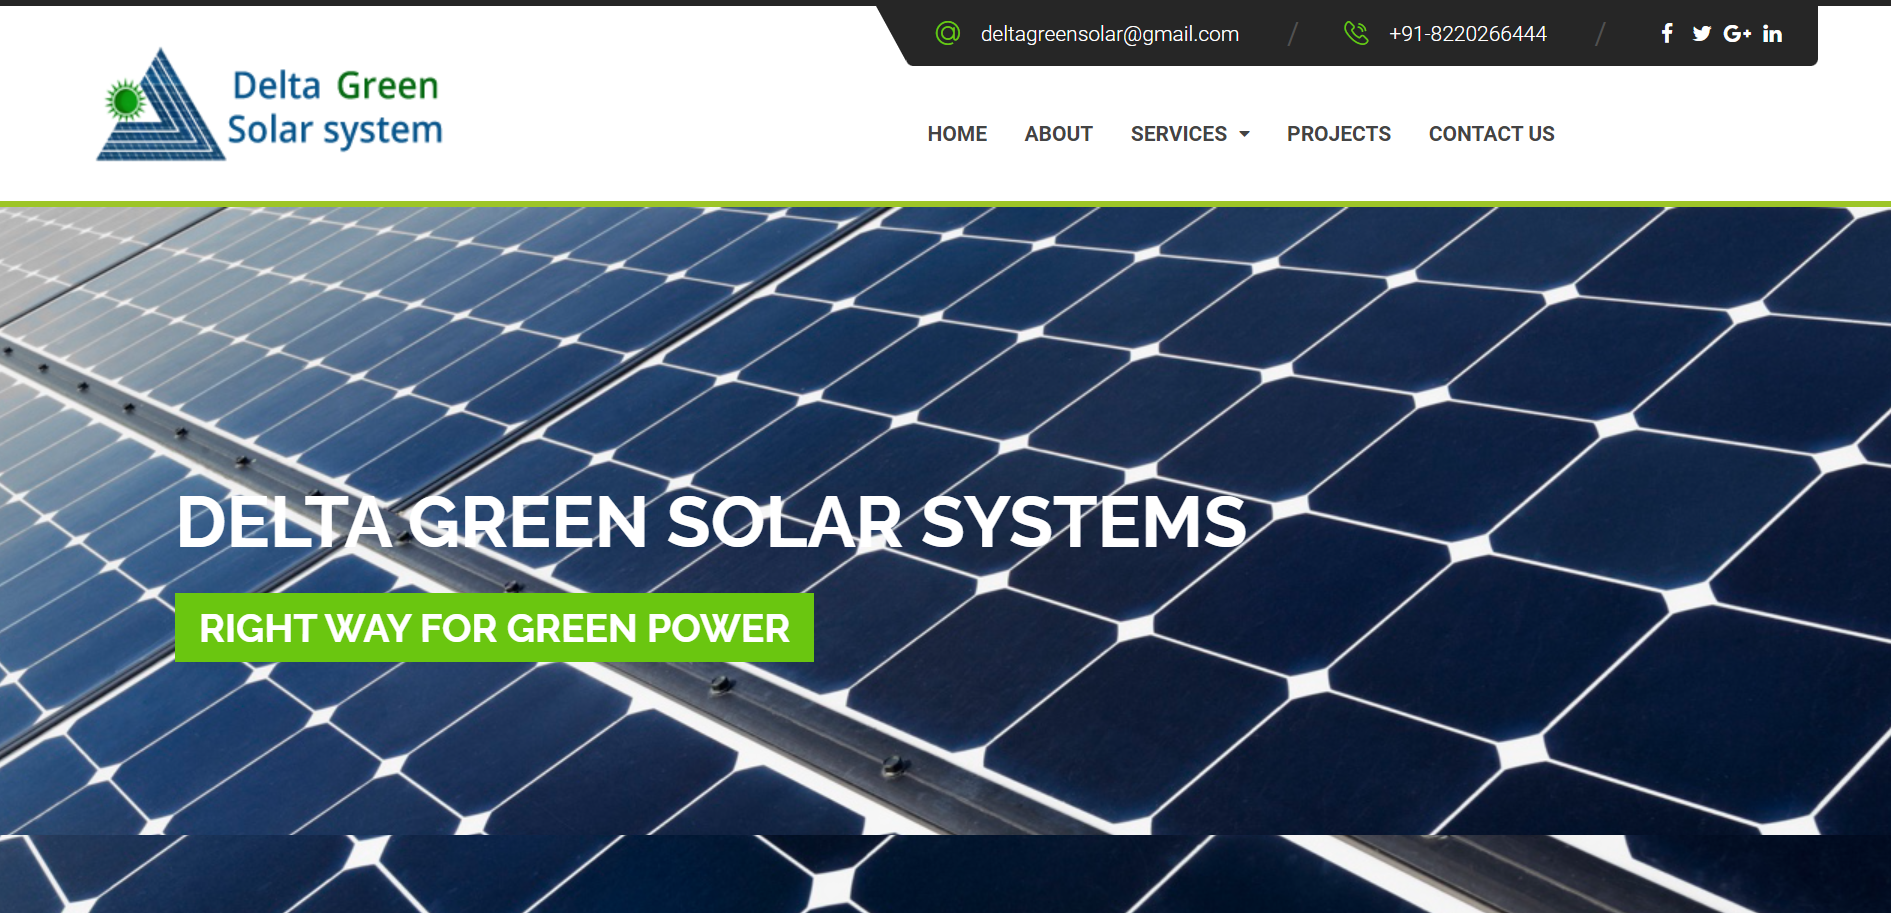 deltagreensolar@gmail.com / +91-8220266444 /
Delta Green
Solar system
HOME ABOUT SERVICES PROJECTS CONTACT US
DELTA GREEN SOLAR SYSTEMS
RIGHT WAY FOR GREEN POWER